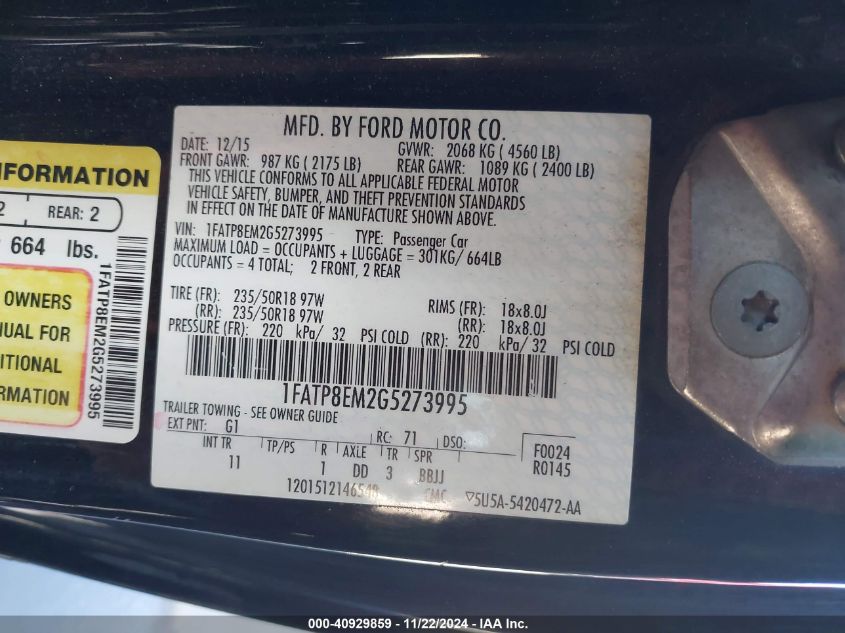 INFORMATION
2 REAR: 2
664 lbs.
OWNERS
MANUAL FOR
ADDITIONAL
INFORMATION
1FATP8EM2G5273995
MFD. BY FORD MOTOR CO.
DATE: 12/15 GVWR: 2068 KG ( 4560 LB)
FRONT GAWR: 987 KG ( 2175 LB) REAR GAWR: 1089 KG ( 2400 LB)
THIS VEHICLE CONFORMS TO ALL APPLICABLE FEDERAL MOTOR
VEHICLE SAFETY, BUMPER, AND THEFT PREVENTION STANDARDS
IN EFFECT ON THE DATE OF MANUFACTURE SHOWN ABOVE.
VIN: 1FATP8EM2G5273995 TYPE: Passenger Car
MAXIMUM LOAD = OCCUPANTS + LUGGAGE = 301KG/ 664LB
OCCUPANTS = 4 TOTAL; 2 FRONT, 2 REAR
TIRE (FR): 235/50R18 97W RIMS (FR): 18x8.0J
(RR): 235/50R18 97W (RR): 18x8.0J
PRESSURE (FR): 220 kPa/ 32 PSI COLD (RR): 220 kPa/ 32 PSI COLD
1FATP8EM2G5273995
TRAILER TOWING - SEE OWNER GUIDE
EXT PNT: G1 RC: 71 DSO: F0024
INT TR TP/PS R AXLE TR SPR R0145
11 1 DD 3 BBJJ
1201512146540 CMC ▽5U5A-5420472-AA
000-40929859 - 11/22/2024 - IAA Inc.